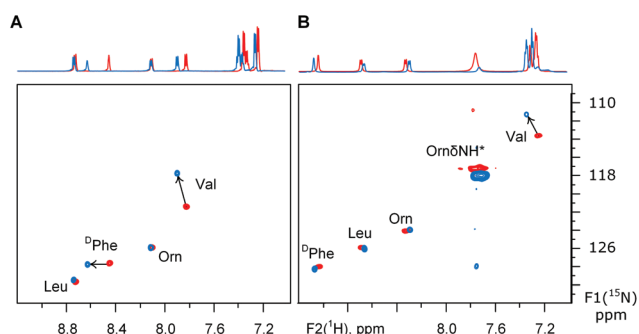 A B
110
Val
OrnδNH*
118
Val
Orn
DPhe
Leu
126
Orn
DPhe
Leu
F1(15N)
ppm
8.8 8.4 8.0 7.6 7.2 F2(1H), ppm 8.0 7.6 7.2